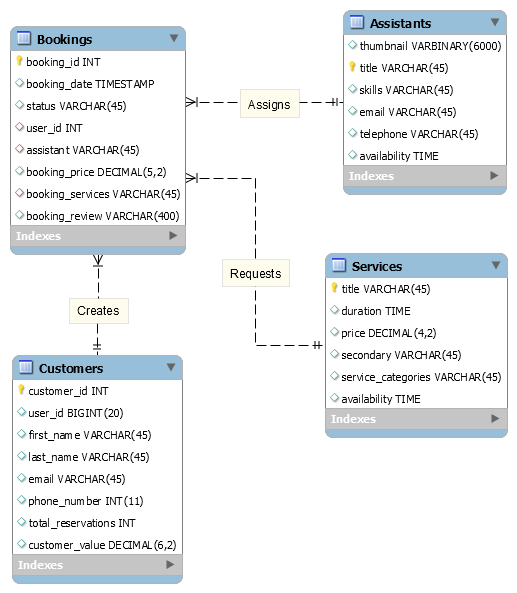 Bookings
booking_id INT
booking_date TIMESTAMP
status VARCHAR(45)
user_id INT
assistant VARCHAR(45)
booking_price DECIMAL(5,2)
booking_services VARCHAR(45)
booking_review VARCHAR(400)
Indexes
Assigns
Assistants
thumbnail VARBINARY(6000)
title VARCHAR(45)
skills VARCHAR(45)
email VARCHAR(45)
telephone VARCHAR(45)
availability TIME
Indexes
Requests
Creates
Services
title VARCHAR(45)
duration TIME
price DECIMAL(4,2)
secondary VARCHAR(45)
service_categories VARCHAR(45)
availability TIME
Indexes
Customers
customer_id INT
user_id BIGINT(20)
first_name VARCHAR(45)
last_name VARCHAR(45)
email VARCHAR(45)
phone_number INT(11)
total_reservations INT
customer_value DECIMAL(6,2)
Indexes